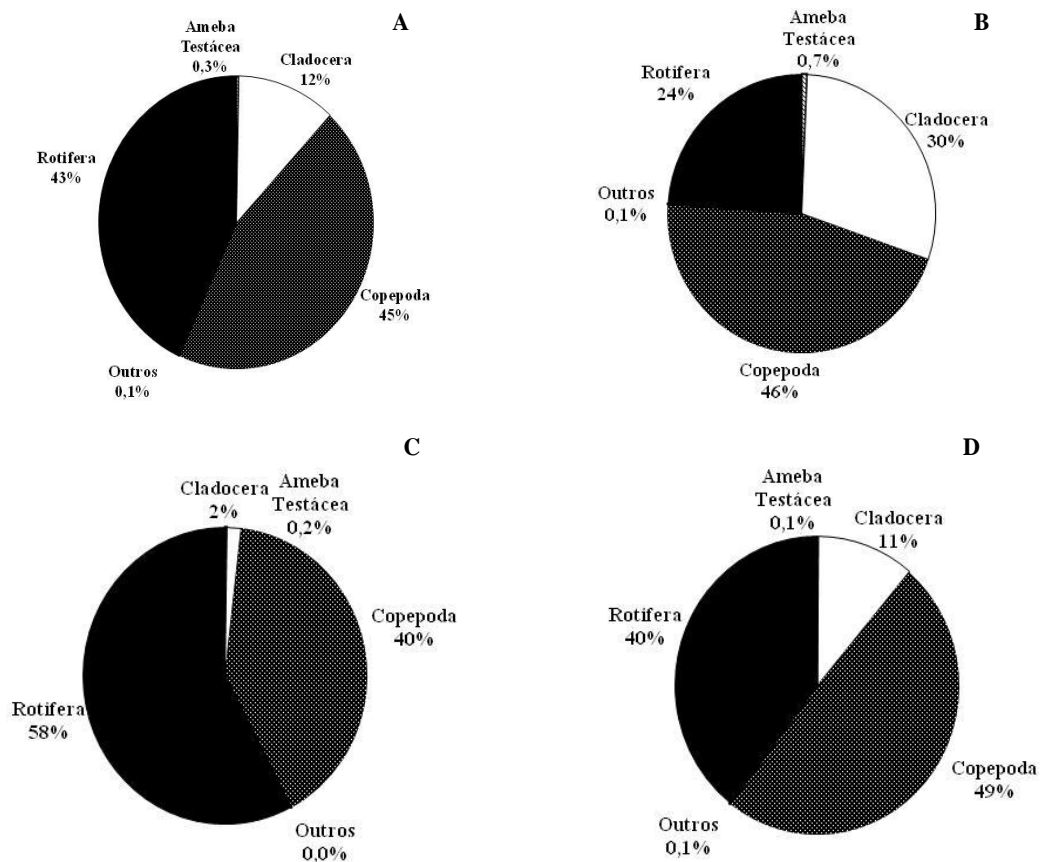 A
Ameba
Testácea
0,3%
Cladocera
12%
Rotifera
43%
Copepoda
45%
Outros
0,1%
B
Ameba
Testácea
0,7%
Rotifera
24%
Cladocera
30%
Outros
0,1%
Copepoda
46%
C
Cladocera
2%
Ameba
Testácea
0,2%
Copepoda
40%
Rotifera
58%
Outros
0,0%
D
Ameba
Testácea
0,1%
Cladocera
11%
Rotifera
40%
Copepoda
49%
Outros
0,1%